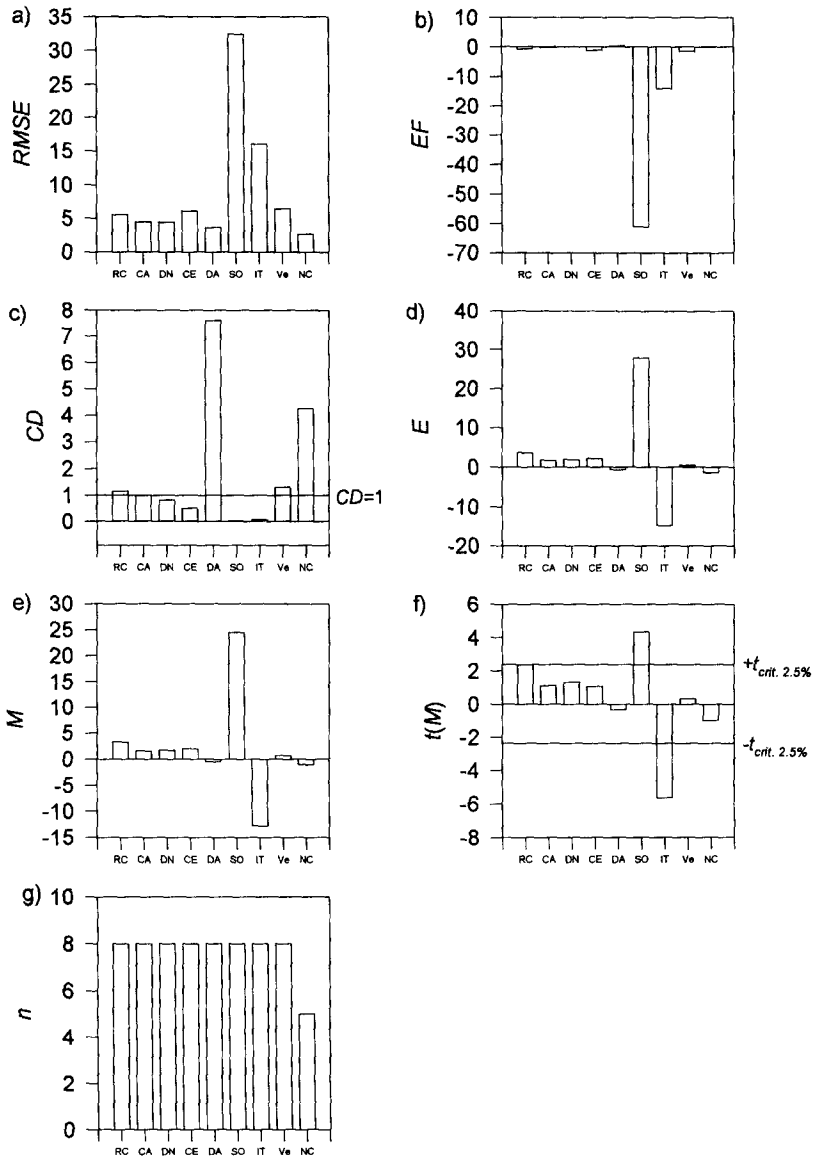 a)
RMSE
35
30
25
20
15
10
5
0
RC CA DN CE DA SO IT Ve NC
b)
EF
10
0
-10
-20
-30
-40
-50
-60
-70
RC CA DN CE DA SO IT Ve NC
c)
CD
8
7
6
5
4
3
2
1
0
CD=1
RC CA DN CE DA SO IT Ve NC
d)
E
40
30
20
10
0
-10
-20
RC CA DN CE DA SO IT Ve NC
e)
M
30
25
20
15
10
5
0
-5
-10
-15
RC CA DN CE DA SO IT Ve NC
f)
t(M)
6
4
2
0
-2
-4
-6
-8
+tcrit. 2.5%
-tcrit. 2.5%
RC CA DN CE DA SO IT Ve NC
g)
n
10
8
6
4
2
0
RC CA DN CE DA SO IT Ve NC